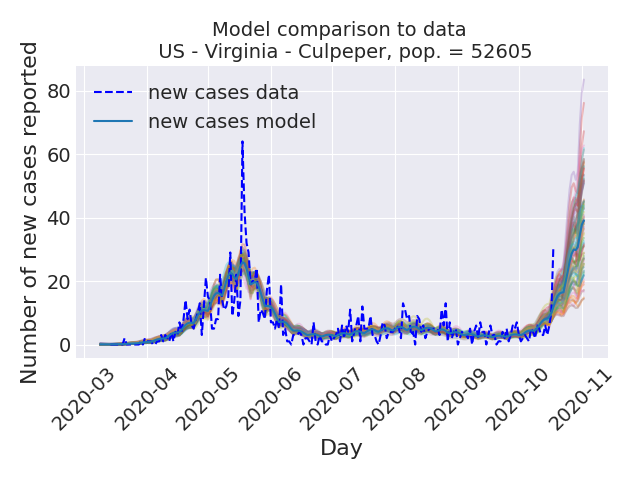 Model comparison to data
US - Virginia - Culpeper, pop. = 52605
Number of new cases reported
80
60
40
20
0
new cases data
new cases model
2020-03
2020-04
2020-05
2020-06
2020-07
2020-08
2020-09
2020-10
2020-11
Day